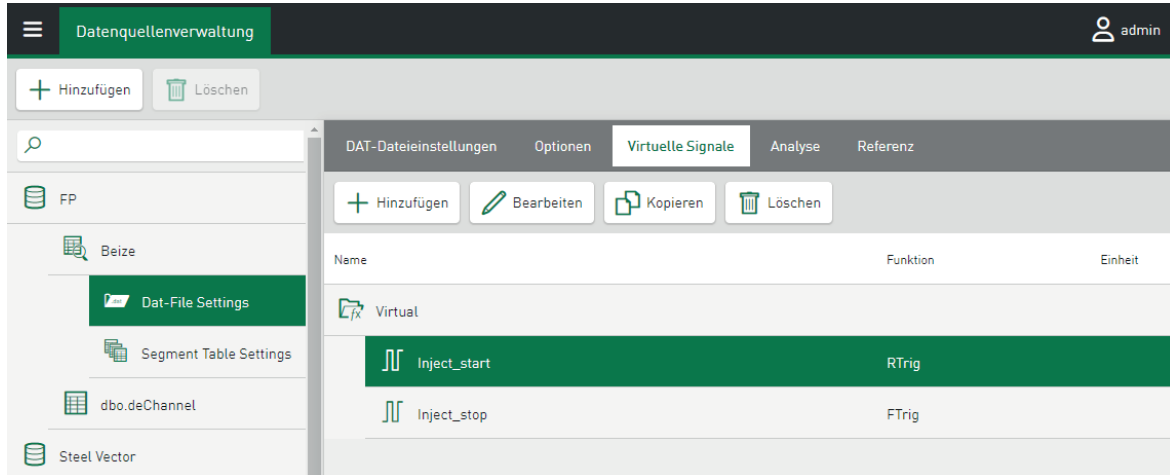 Datenquellenverwaltung
admin
Hinzufügen Löschen
DAT-Dateieinstellungen Optionen Virtuelle Signale Analyse Referenz
FP
Hinzufügen Bearbeiten Kopieren Löschen
Beize
Name Funktion Einheit
Dat-File Settings
Virtual
Segment Table Settings
Inject_start RTrig
dbo.deChannel
Inject_stop FTrig
Steel Vector